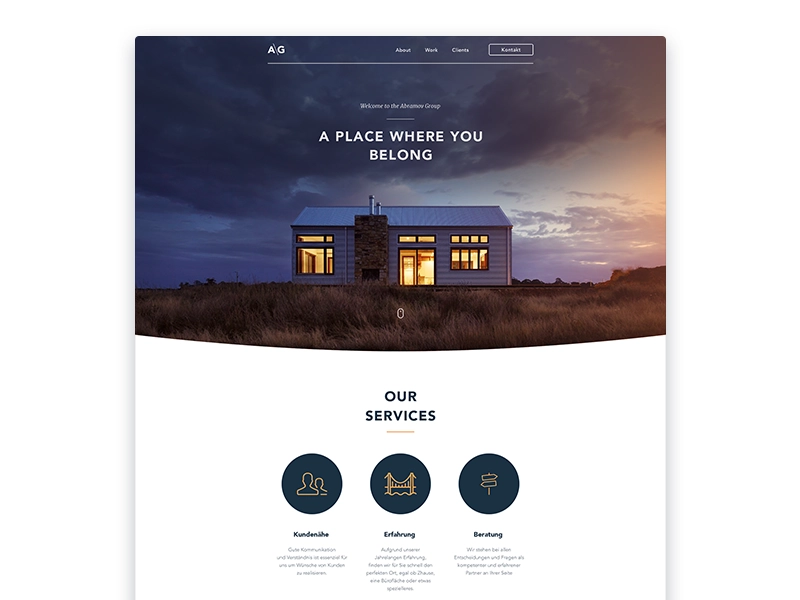 A\G
About Work Clients Kontakt
Welcome to the Abramov Group
A PLACE WHERE YOU
BELONG
OUR
SERVICES
Kundenähe Erfahrung Beratung
Gute Kommunikation
und Verständnis ist essenziel für
uns um Wünsche von Kunden
zu realisieren.
Aufgrund unserer
Jahrelangen Erfahrung,
finden wir für Sie schnell den
perfekten Ort, egal ob Zhause,
eine Bürofläche oder etwas
spezielleres.
Wir stehen bei allen
Entscheidungen und Fragen als
kompetenter und erfahrener
Partner an Ihrer Seite